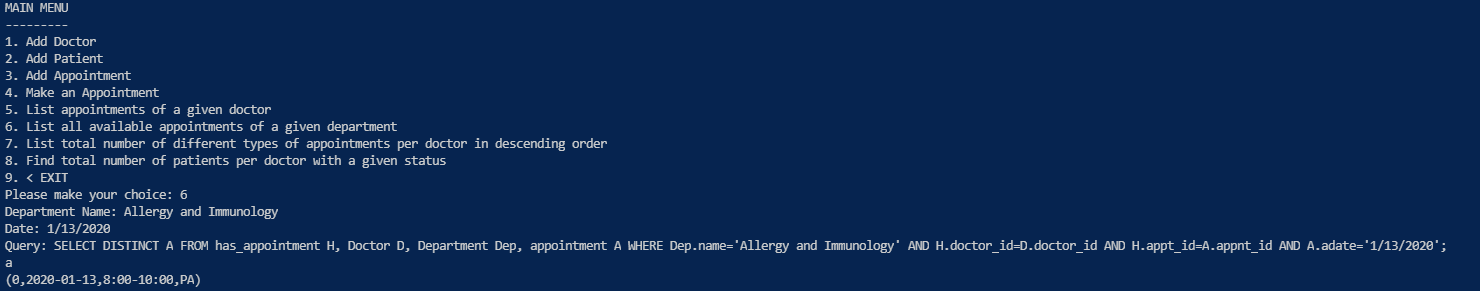 MAIN MENU
---------
1. Add Doctor
2. Add Patient
3. Add Appointment
4. Make an Appointment
5. List appointments of a given doctor
6. List all available appointments of a given department
7. List total number of different types of appointments per doctor in descending order
8. Find total number of patients per doctor with a given status
9. < EXIT
Please make your choice: 6
Department Name: Allergy and Immunology
Date: 1/13/2020
Query: SELECT DISTINCT A FROM has_appointment H, Doctor D, Department Dep, appointment A WHERE Dep.name='Allergy and Immunology' AND H.doctor_id=D.doctor_id AND H.appt_id=A.appnt_id AND A.adate='1/13/2020';
a
(0,2020-01-13,8:00-10:00,PA)